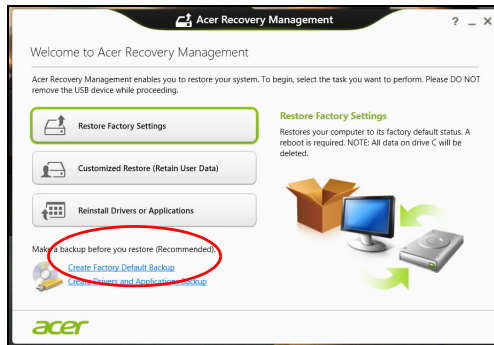 Acer Recovery Management
Welcome to Acer Recovery Management
Acer Recovery Management enables you to restore your system. To begin, select the task you want to perform. Please DO NOT
remove the USB device while proceeding.
Restore Factory Settings
Customized Restore (Retain User Data)
Reinstall Drivers or Applications
Restore Factory Settings
Restores your computer to its factory default status. A
reboot is required. NOTE: All data on drive C will be
deleted.
Make a backup before you restore (Recommended).
Create Factory Default Backup
Create Drivers and Applications Backup
acer